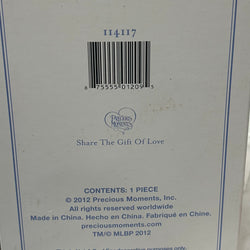 114117
8 75555 01209 5
PRECIOUS
MOMENTS
Share The Gift Of Love
CONTENTS: 1 PIECE
© 2012 Precious Moments, Inc.
All rights reserved worldwide
Made in China. Hecho en China. Fabriqué en Chine.
preciousmoments.com
TM/© MLBP 2012